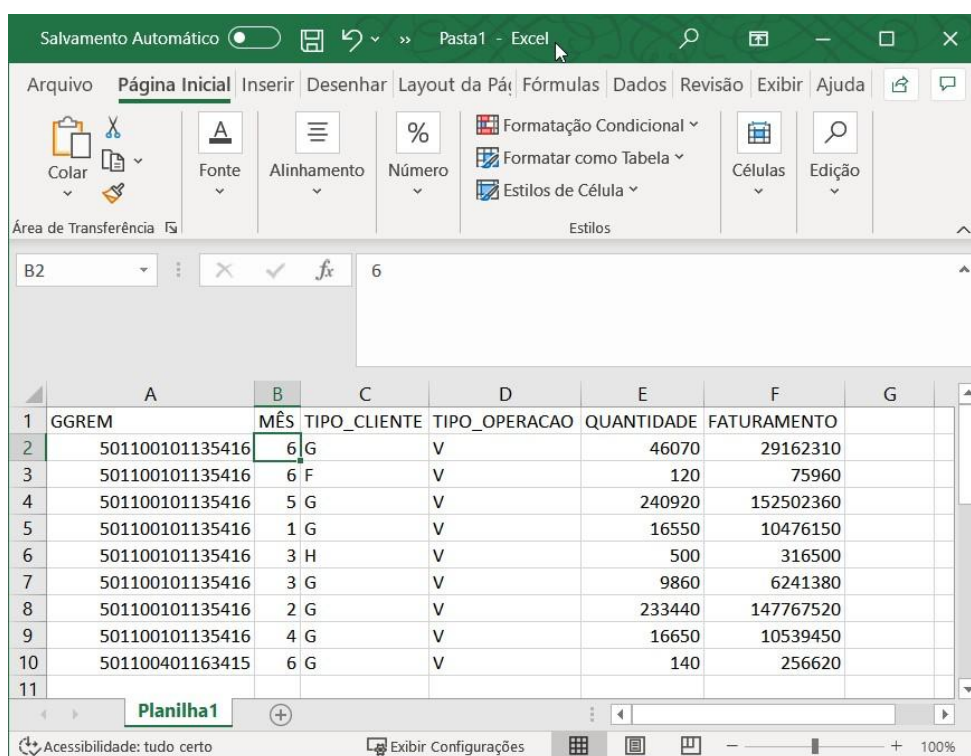 Salvamento Automático Pasta1 - Excel
Arquivo Página Inicial Inserir Desenhar Layout da Pá Fórmulas Dados Revisão Exibir Ajuda
Colar
Fonte
Alinhamento
Número
Formatação Condicional
Formatar como Tabela
Estilos de Célula
Células
Edição
Área de Transferência Estilos
B2 fx 6
A B C D E F G
1 GGREM MÊS TIPO_CLIENTE TIPO_OPERACAO QUANTIDADE FATURAMENTO
2 501100101135416 6 G V 46070 29162310
3 501100101135416 6 F V 120 75960
4 501100101135416 5 G V 240920 152502360
5 501100101135416 1 G V 16550 10476150
6 501100101135416 3 H V 500 316500
7 501100101135416 3 G V 9860 6241380
8 501100101135416 2 G V 233440 147767520
9 501100101135416 4 G V 16650 10539450
10 501100401163415 6 G V 140 256620
11
Planilha1
Acessibilidade: tudo certo Exibir Configurações - + 100%